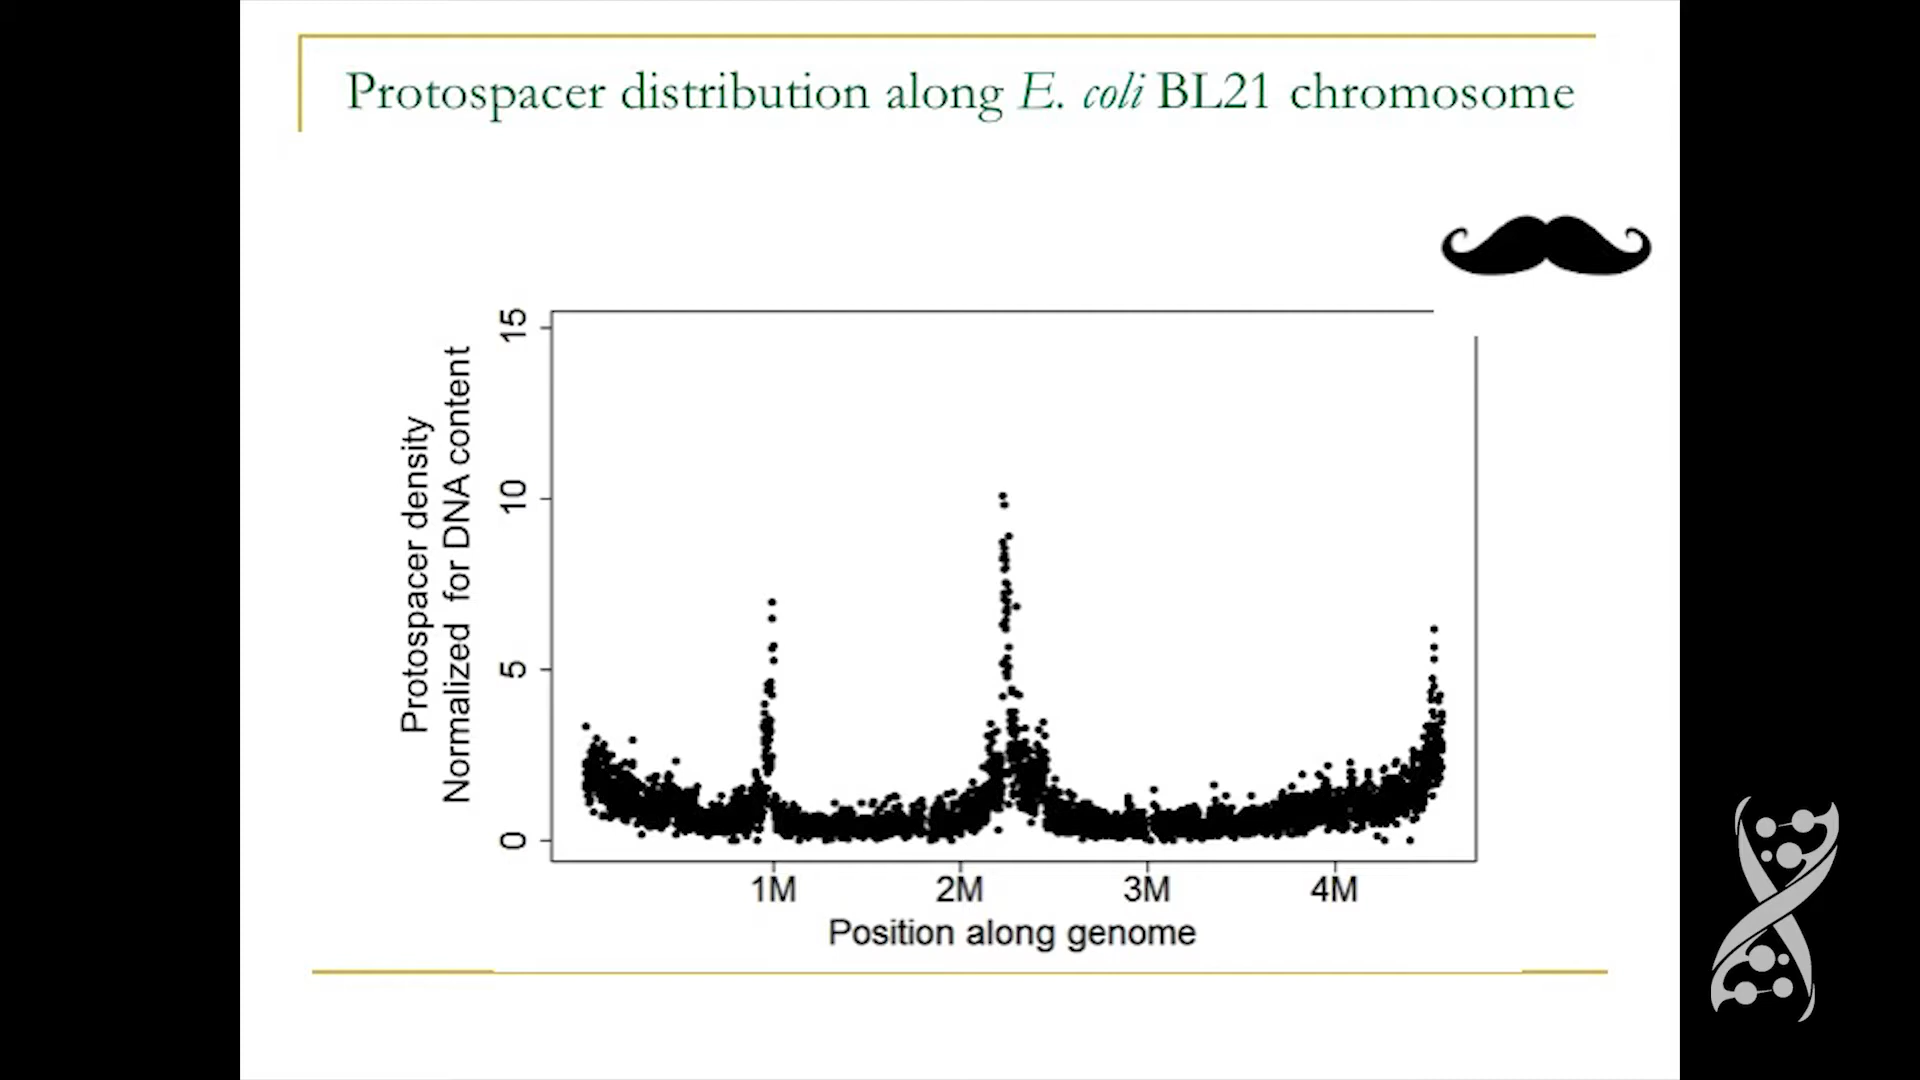 Protospacer distribution along E. coli BL21 chromosome
Protospacer density
Normalized for DNA content
15
10
5
0
1M 2M 3M 4M
Position along genome